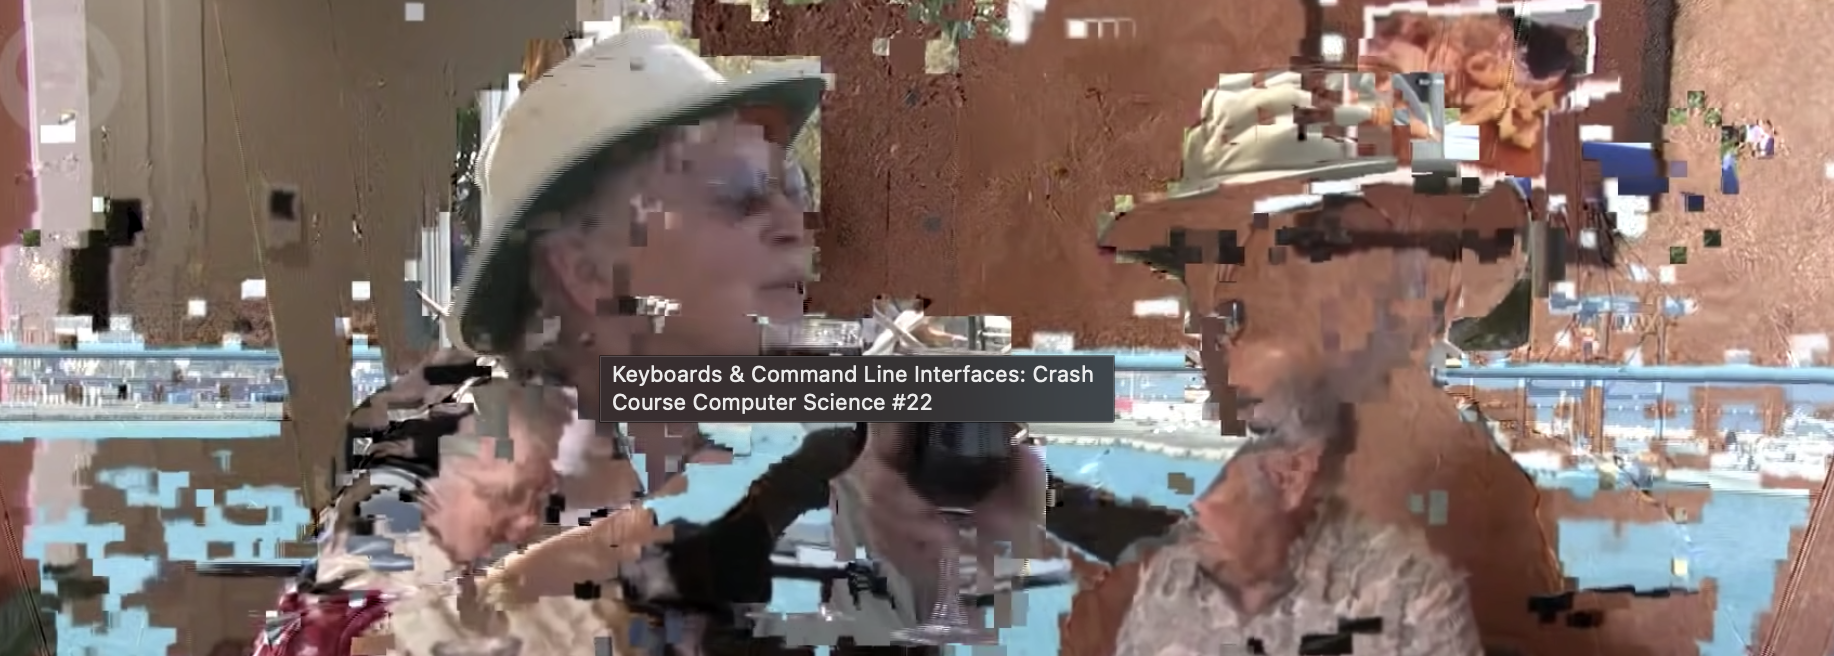 Keyboards & Command Line Interfaces: Crash
Course Computer Science #22